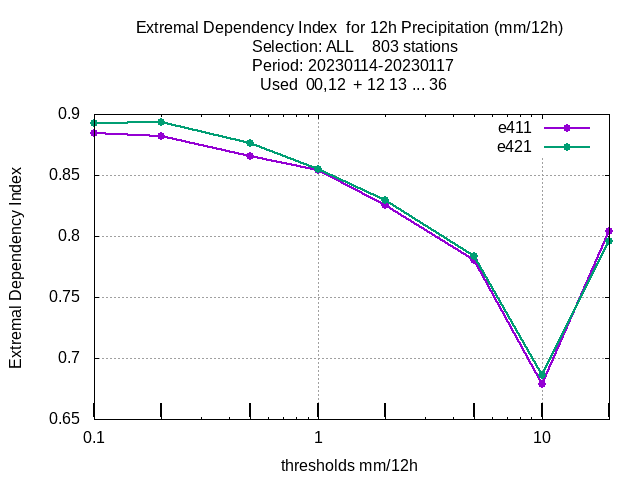 Extremal Dependency Index  for 12h Precipitation (mm/12h)
Selection: ALL    803 stations
Period: 20230114-20230117
Used  00,12  + 12 13 ... 36
e411
e421
Extremal Dependency Index
0.9
0.85
0.8
0.75
0.7
0.65
0.1
1
10
thresholds mm/12h